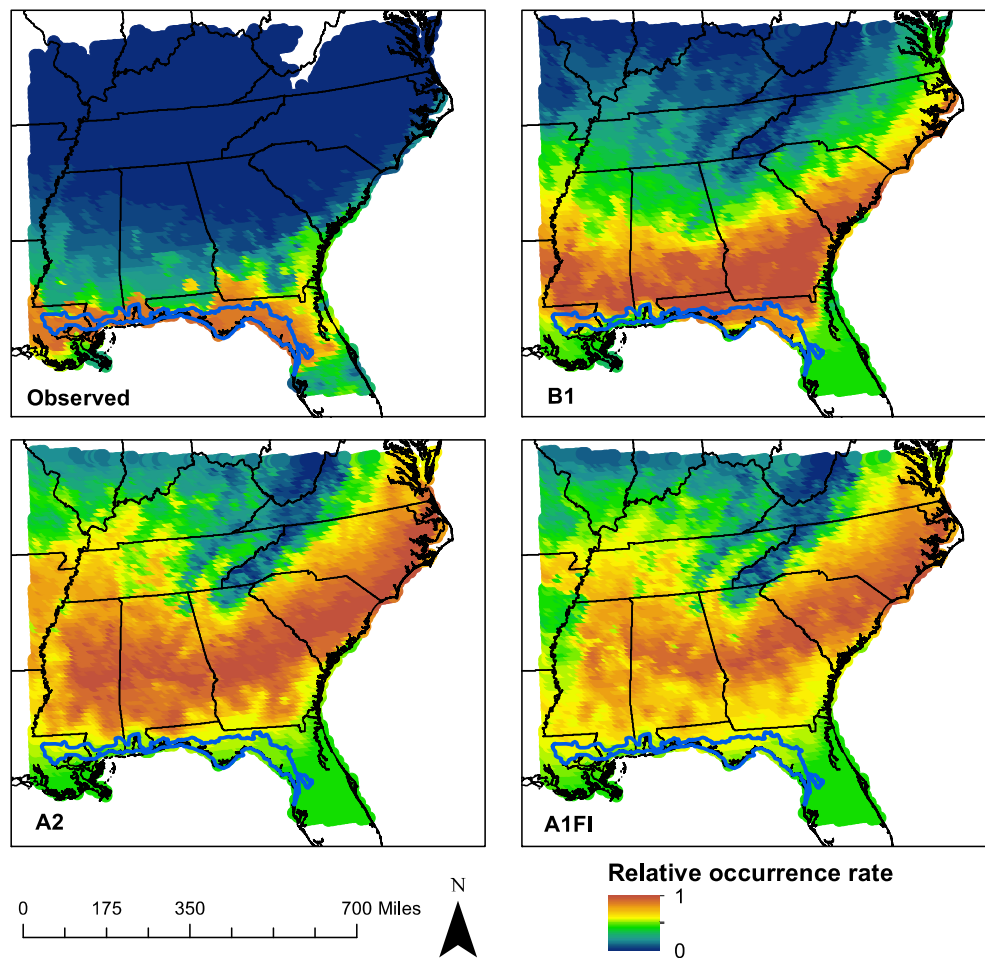 Observed
B1
A2
A1FI
0 175 350 700 Miles
N
Relative occurrence rate
1
0